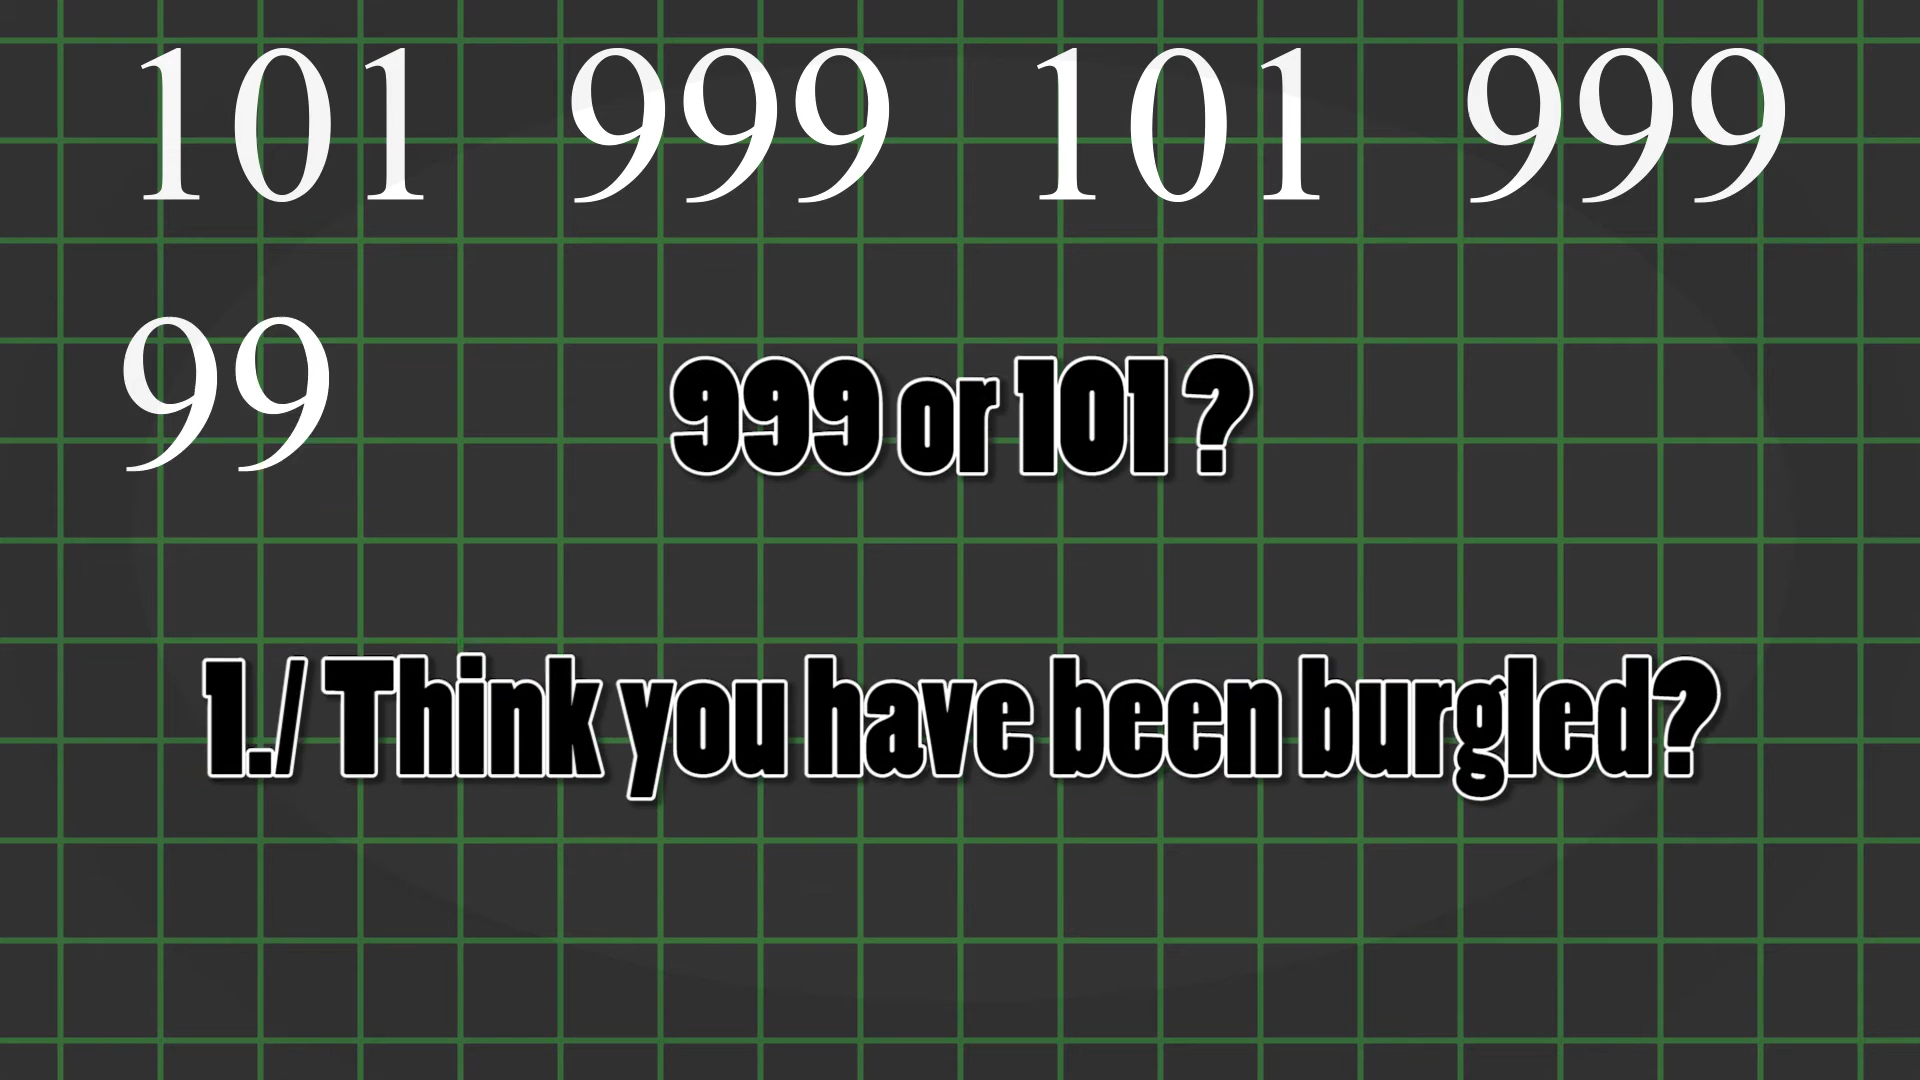 101 999 101 999
99
999 or 101 ?
1./ Think you have been burgled?